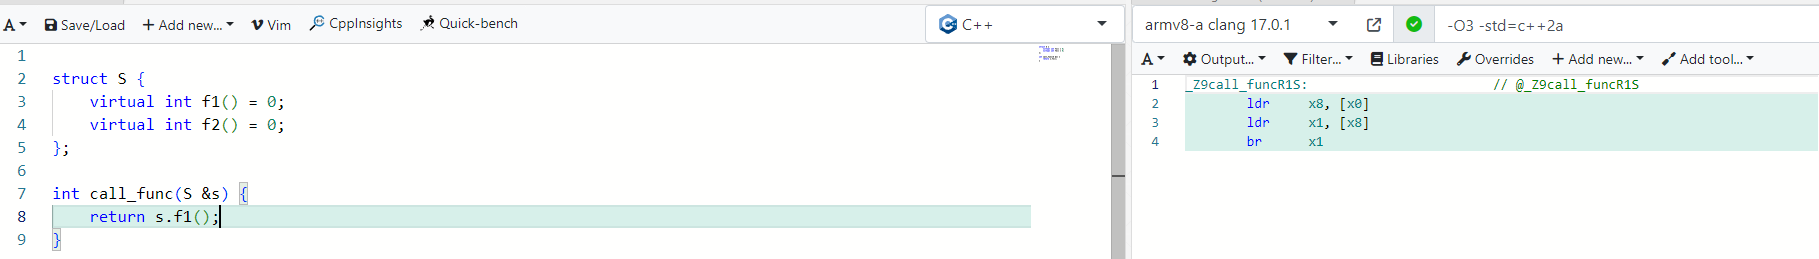 A Save/Load + Add new... Vim CppInsights Quick-bench C++
1
2 struct S {
3 virtual int f1() = 0;
4 virtual int f2() = 0;
5 };
6
7 int call_func(S &s) {
8 return s.f1();
9 }
armv8-a clang 17.0.1 -O3 -std=c++2a
A Output... Filter... Libraries Overrides + Add new... Add tool...
1 _Z9call_funcR1S: // @_Z9call_funcR1S
2 ldr x8, [x0]
3 ldr x1, [x8]
4 br x1